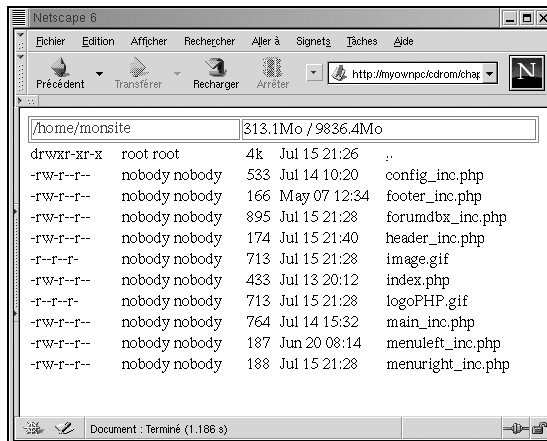 Netscape 6
Fichier Edition Afficher Rechercher Aller à Signets Tâches Aide
Précédent Transférer Recharger Arrêter http://myownpc/cdrom/chap N
/home/monsite 313.1Mo / 9836.4Mo
drwxr-xr-x root root 4k Jul 15 21:26 ..
-rw-r--r-- nobody nobody 533 Jul 14 10:20 config_inc.php
-rw-r--r-- nobody nobody 166 May 07 12:34 footer_inc.php
-rw-r--r-- nobody nobody 895 Jul 15 21:28 forumdbx_inc.php
-rw-r--r-- nobody nobody 174 Jul 15 21:40 header_inc.php
-r--r--r- nobody nobody 713 Jul 15 21:28 image.gif
-rw-r--r-- nobody nobody 433 Jul 13 20:12 index.php
-r--r--r- nobody nobody 713 Jul 15 21:28 logoPHP.gif
-rw-r--r-- nobody nobody 764 Jul 14 15:32 main_inc.php
-rw-r--r-- nobody nobody 187 Jun 20 08:14 menuleft_inc.php
-rw-r--r-- nobody nobody 188 Jul 15 21:28 menuright_inc.php
Document : Terminé (1.186 s)